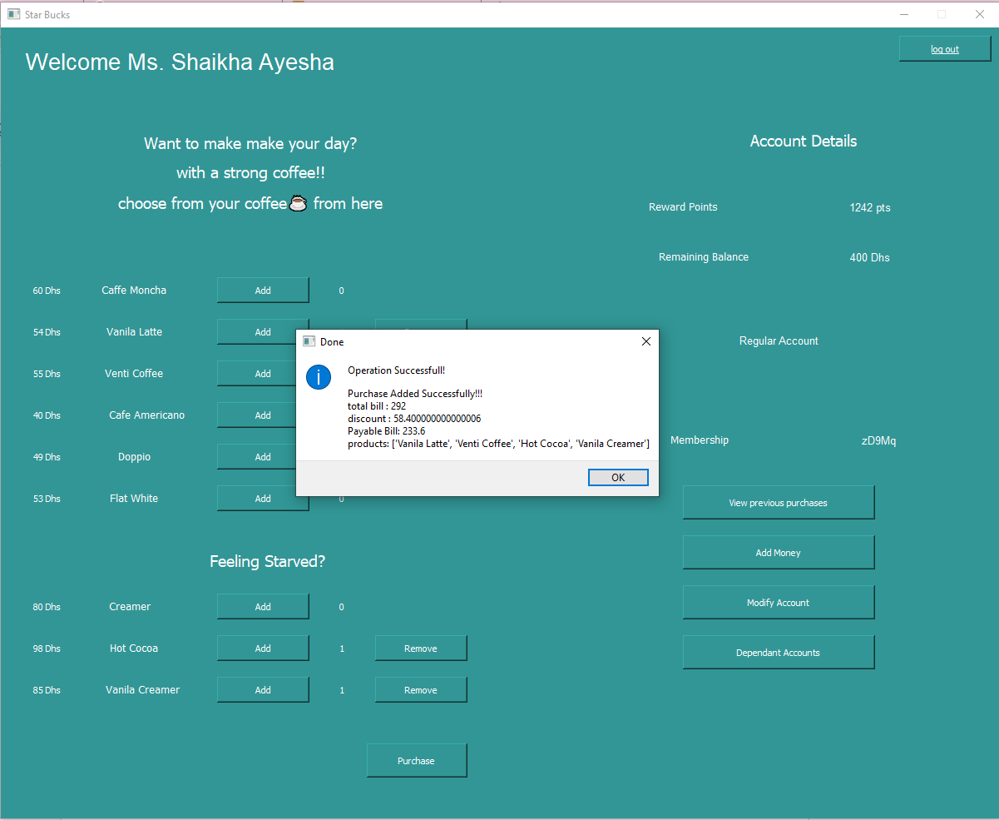 Star Bucks
Welcome Ms. Shaikha Ayesha
log out
Want to make make your day?
with a strong coffee!!
choose from your coffee☕ from here
Account Details
Reward Points 1242 pts
Remaining Balance 400 Dhs
Regular Account
Membership zD9Mq
View previous purchases
Add Money
Modify Account
Dependant Accounts
60 Dhs Caffe Moncha Add 0
54 Dhs Vanila Latte Add
55 Dhs Venti Coffee Add
40 Dhs Cafe Americano Add
49 Dhs Doppio Add
53 Dhs Flat White Add 0
Done
Operation Successfull!
Purchase Added Successfully!!!
total bill : 292
discount : 58.400000000000006
Payable Bill: 233.6
products: ['Vanila Latte', 'Venti Coffee', 'Hot Cocoa', 'Vanila Creamer']
OK
Feeling Starved?
80 Dhs Creamer Add 0
98 Dhs Hot Cocoa Add 1 Remove
85 Dhs Vanila Creamer Add 1 Remove
Purchase